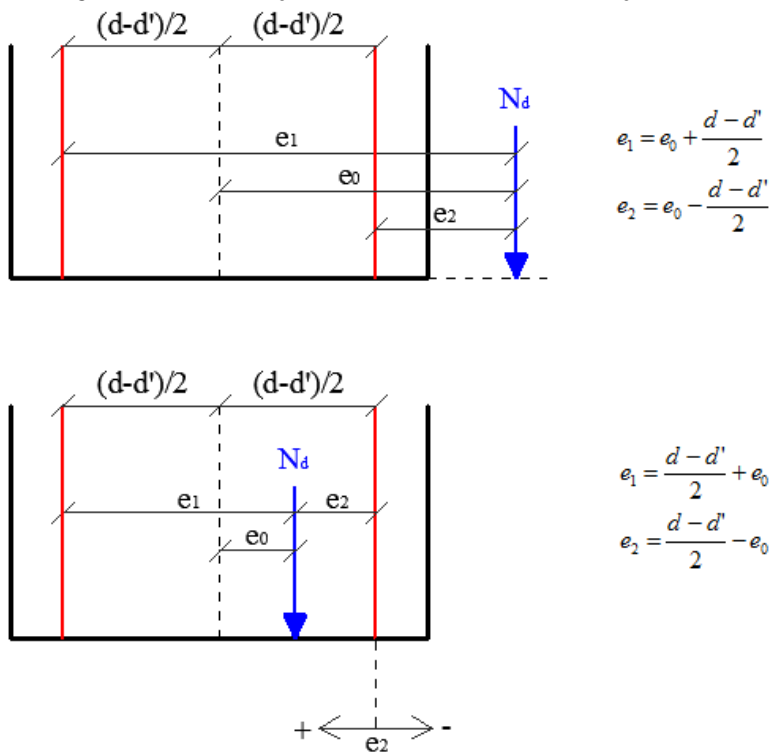 (d-d')/2 (d-d')/2
Nd
e1
e0
e2
e₁ = e₀ + (d - d')/2
e₂ = e₀ - (d - d')/2
(d-d')/2 (d-d')/2
Nd
e1 e2
e0
e₁ = (d - d')/2 + e₀
e₂ = (d - d')/2 - e₀
+ -
e2